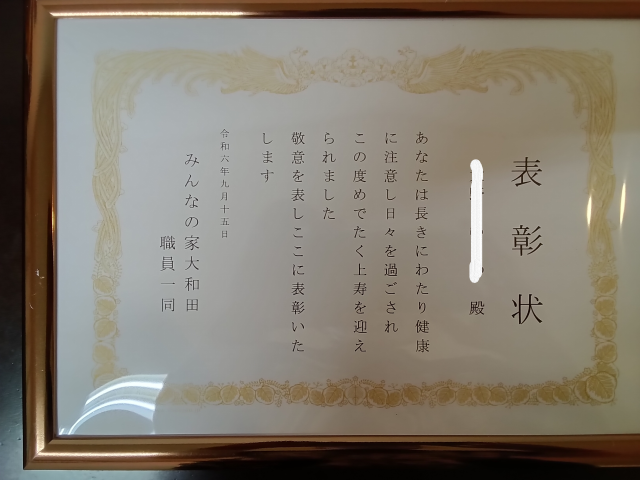 表彰状
殿
あなたは長きにわたり健康
に注意し日々を過ごされ
この度めでたく上寿を迎え
られました
敬意を表しここに表彰いた
します
令和六年九月十五日
みんなの家大和田
職員一同